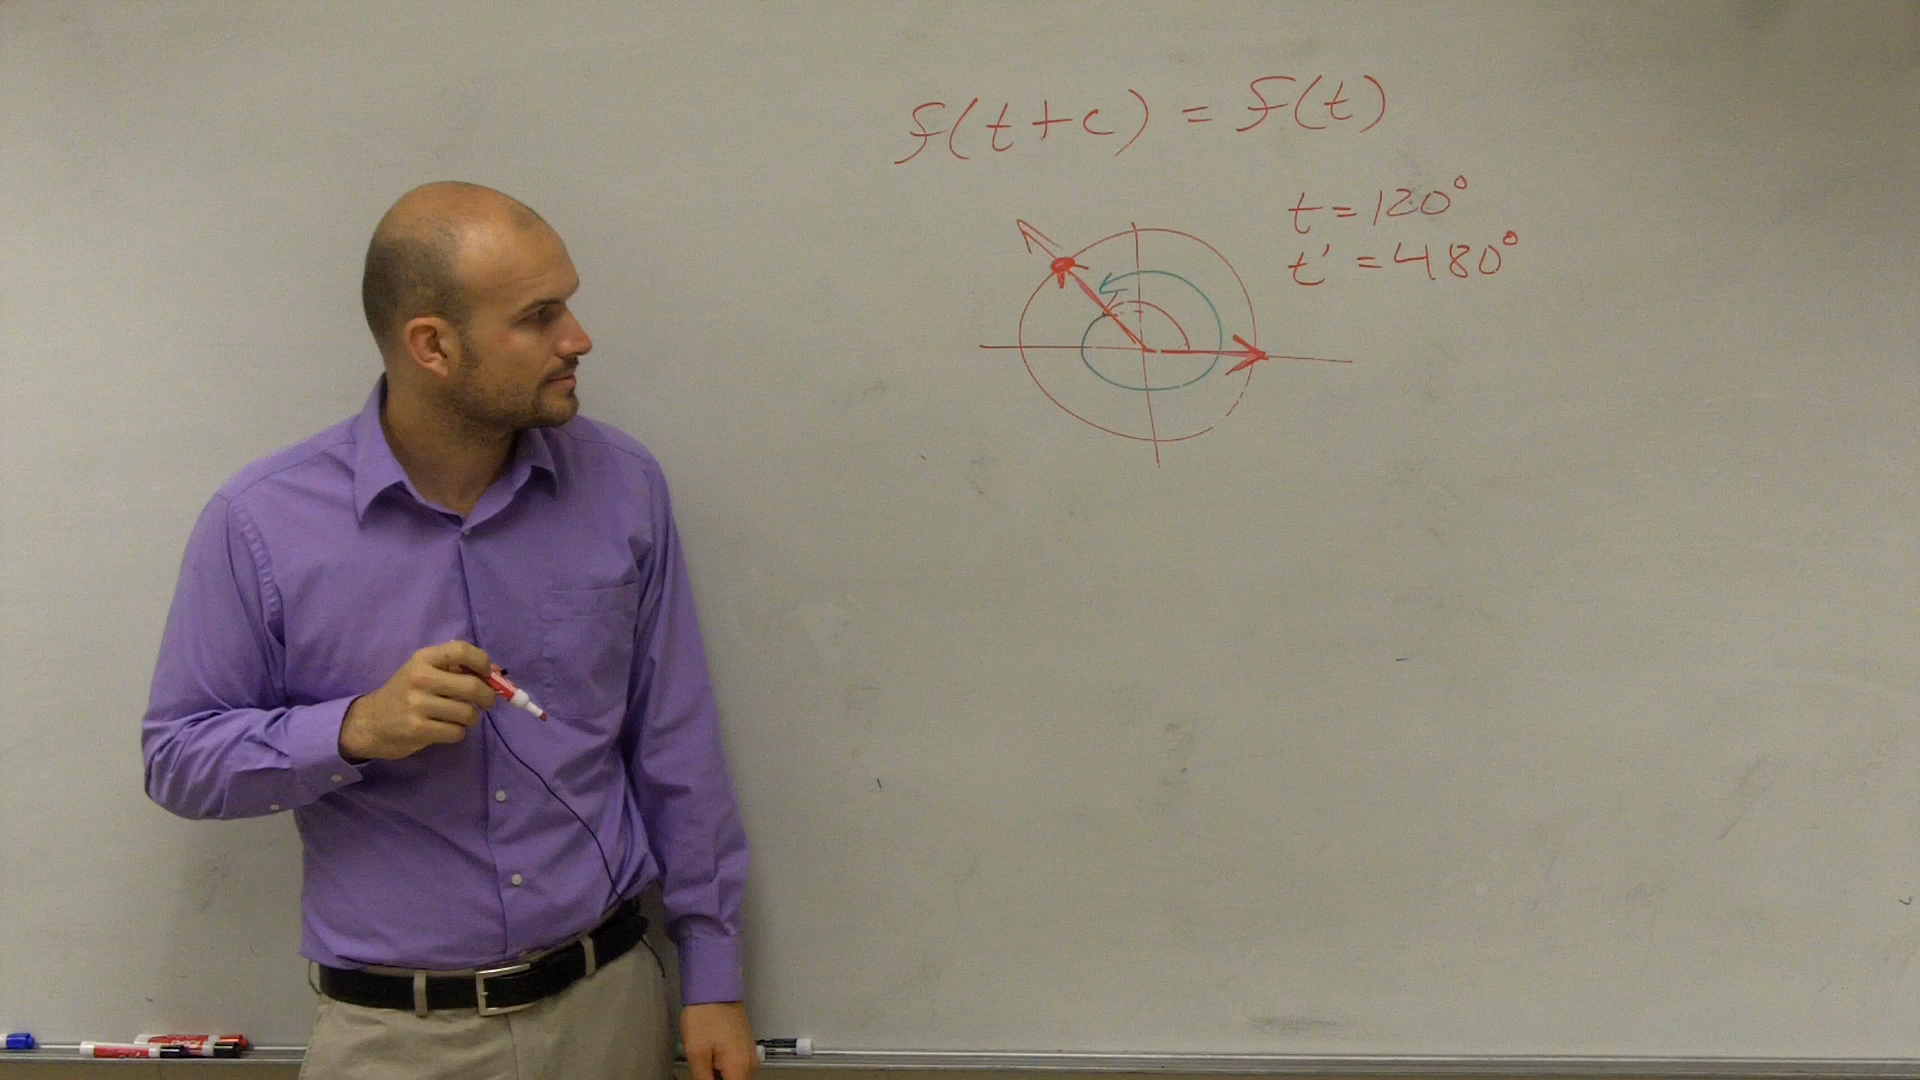 f(t+c) = f(t)
t = 120°
t' = 480°